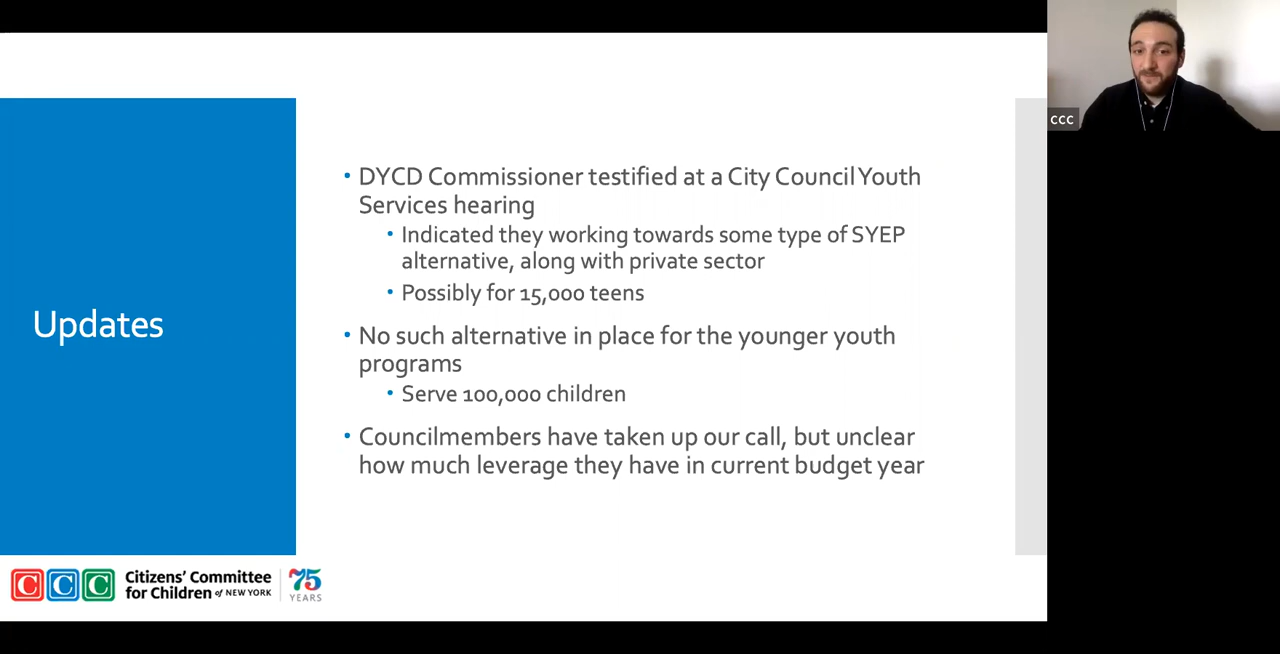 Updates
• DYCD Commissioner testified at a City Council Youth
Services hearing
• Indicated they working towards some type of SYEP
alternative, along with private sector
• Possibly for 15,000 teens
• No such alternative in place for the younger youth
programs
• Serve 100,000 children
• Councilmembers have taken up our call, but unclear
how much leverage they have in current budget year
C C C
Citizens' Committee
for Children of NEW YORK
75
YEARS
ccc